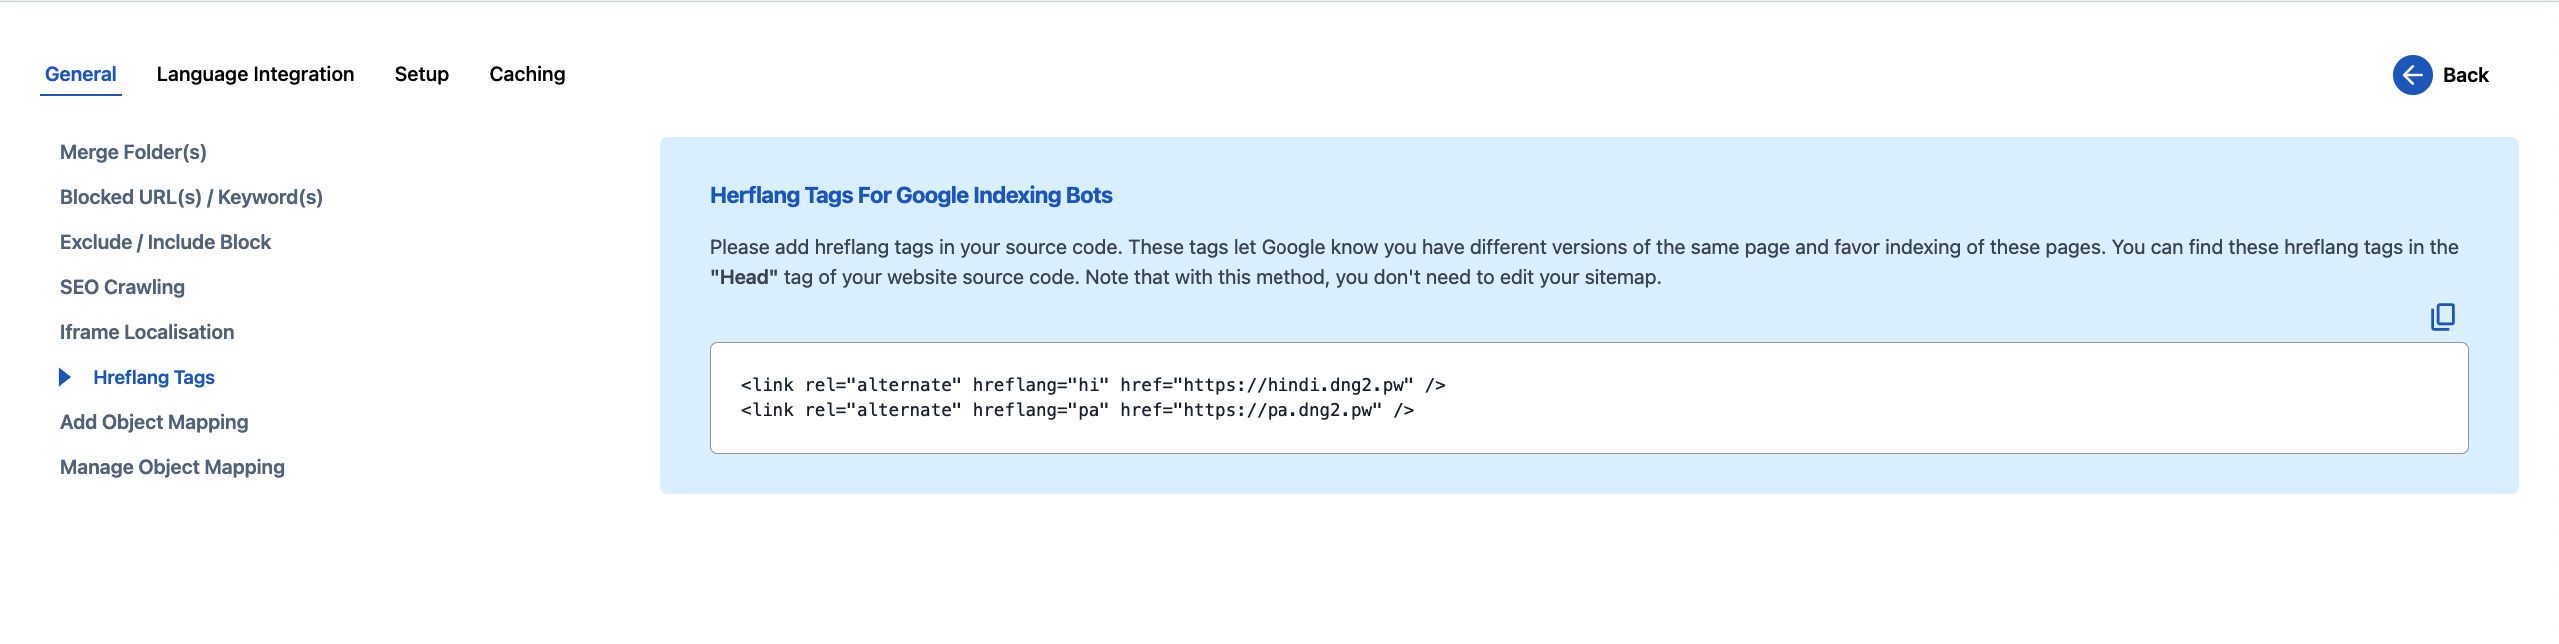 General Language Integration Setup Caching Back
Merge Folder(s)
Blocked URL(s) / Keyword(s)
Exclude / Include Block
SEO Crawling
Iframe Localisation
Hreflang Tags
Add Object Mapping
Manage Object Mapping
Herflang Tags For Google Indexing Bots
Please add hreflang tags in your source code. These tags let Google know you have different versions of the same page and favor indexing of these pages. You can find these hreflang tags in the
"Head" tag of your website source code. Note that with this method, you don't need to edit your sitemap.
<link rel="alternate" hreflang="hi" href="https://hindi.dng2.pw" />
<link rel="alternate" hreflang="pa" href="https://pa.dng2.pw" />